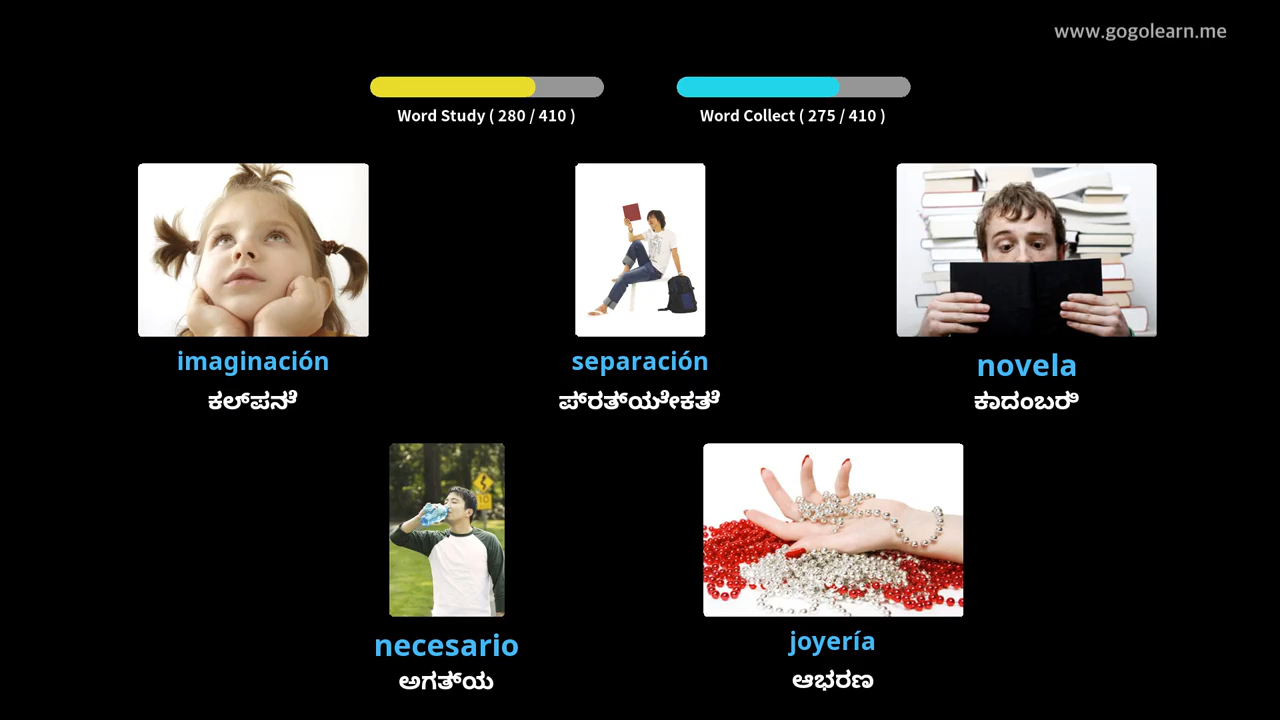 www.gogolearn.me
Word Study ( 280 / 410 )
Word Collect ( 275 / 410 )
imaginación
ಕಲ್ಪನೆ
separación
ಪ್ರತ್ಯೇಕತೆ
novela
ಕಾದಂಬರಿ
necesario
ಅಗತ್ಯ
joyería
ಆಭರಣ